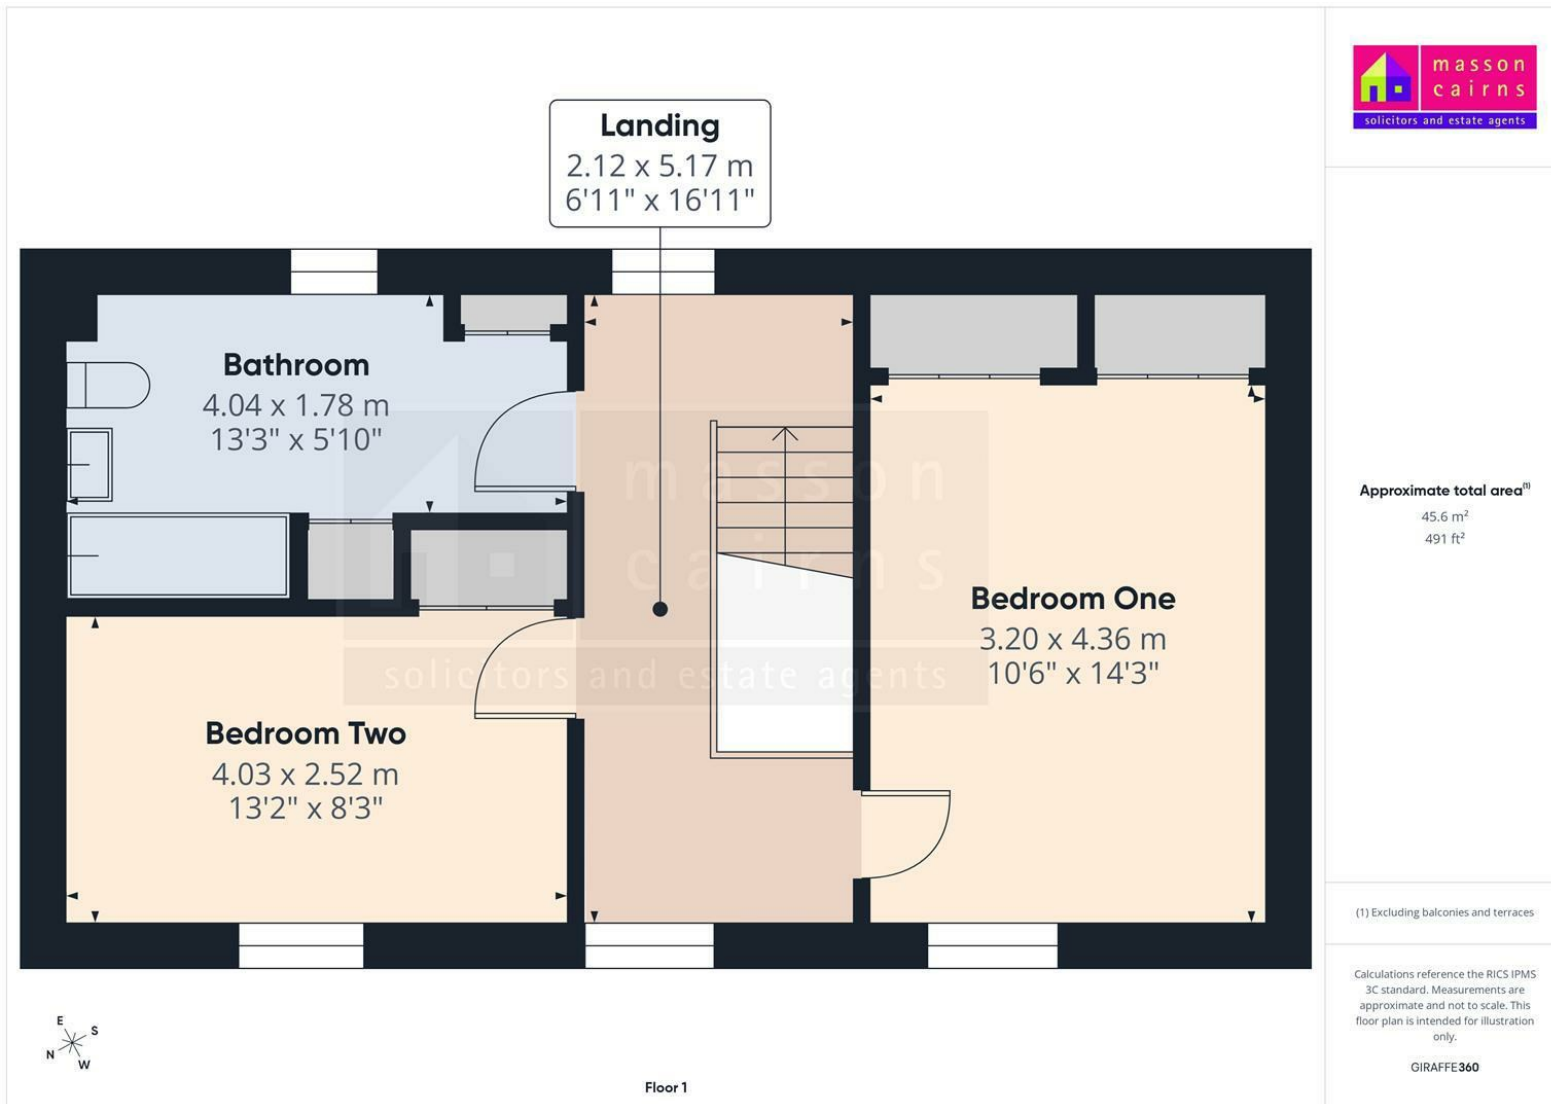 masson
cairns
solicitors and estate agents
Landing
2.12 x 5.17 m
6'11" x 16'11"
Bathroom
4.04 x 1.78 m
13'3" x 5'10"
masson
cairns
solicitors and estate agents
Bedroom One
3.20 x 4.36 m
10'6" x 14'3"
Bedroom Two
4.03 x 2.52 m
13'2" x 8'3"
Approximate total area(1)
45.6 m²
491 ft²
(1) Excluding balconies and terraces
Calculations reference the RICS IPMS
3C standard. Measurements are
approximate and not to scale. This
floor plan is intended for illustration
only.
GIRAFFE360
E
S
N
W
Floor 1